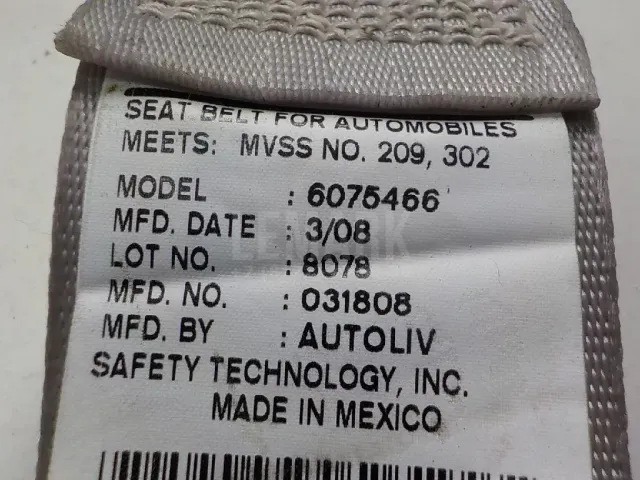 SEAT BELT FOR AUTOMOBILES
MEETS: MVSS NO. 209, 302
MODEL : 6075466
MFD. DATE : 3/08
LOT NO. : 8078
MFD. NO. : 031808
MFD. BY : AUTOLIV
SAFETY TECHNOLOGY, INC.
MADE IN MEXICO